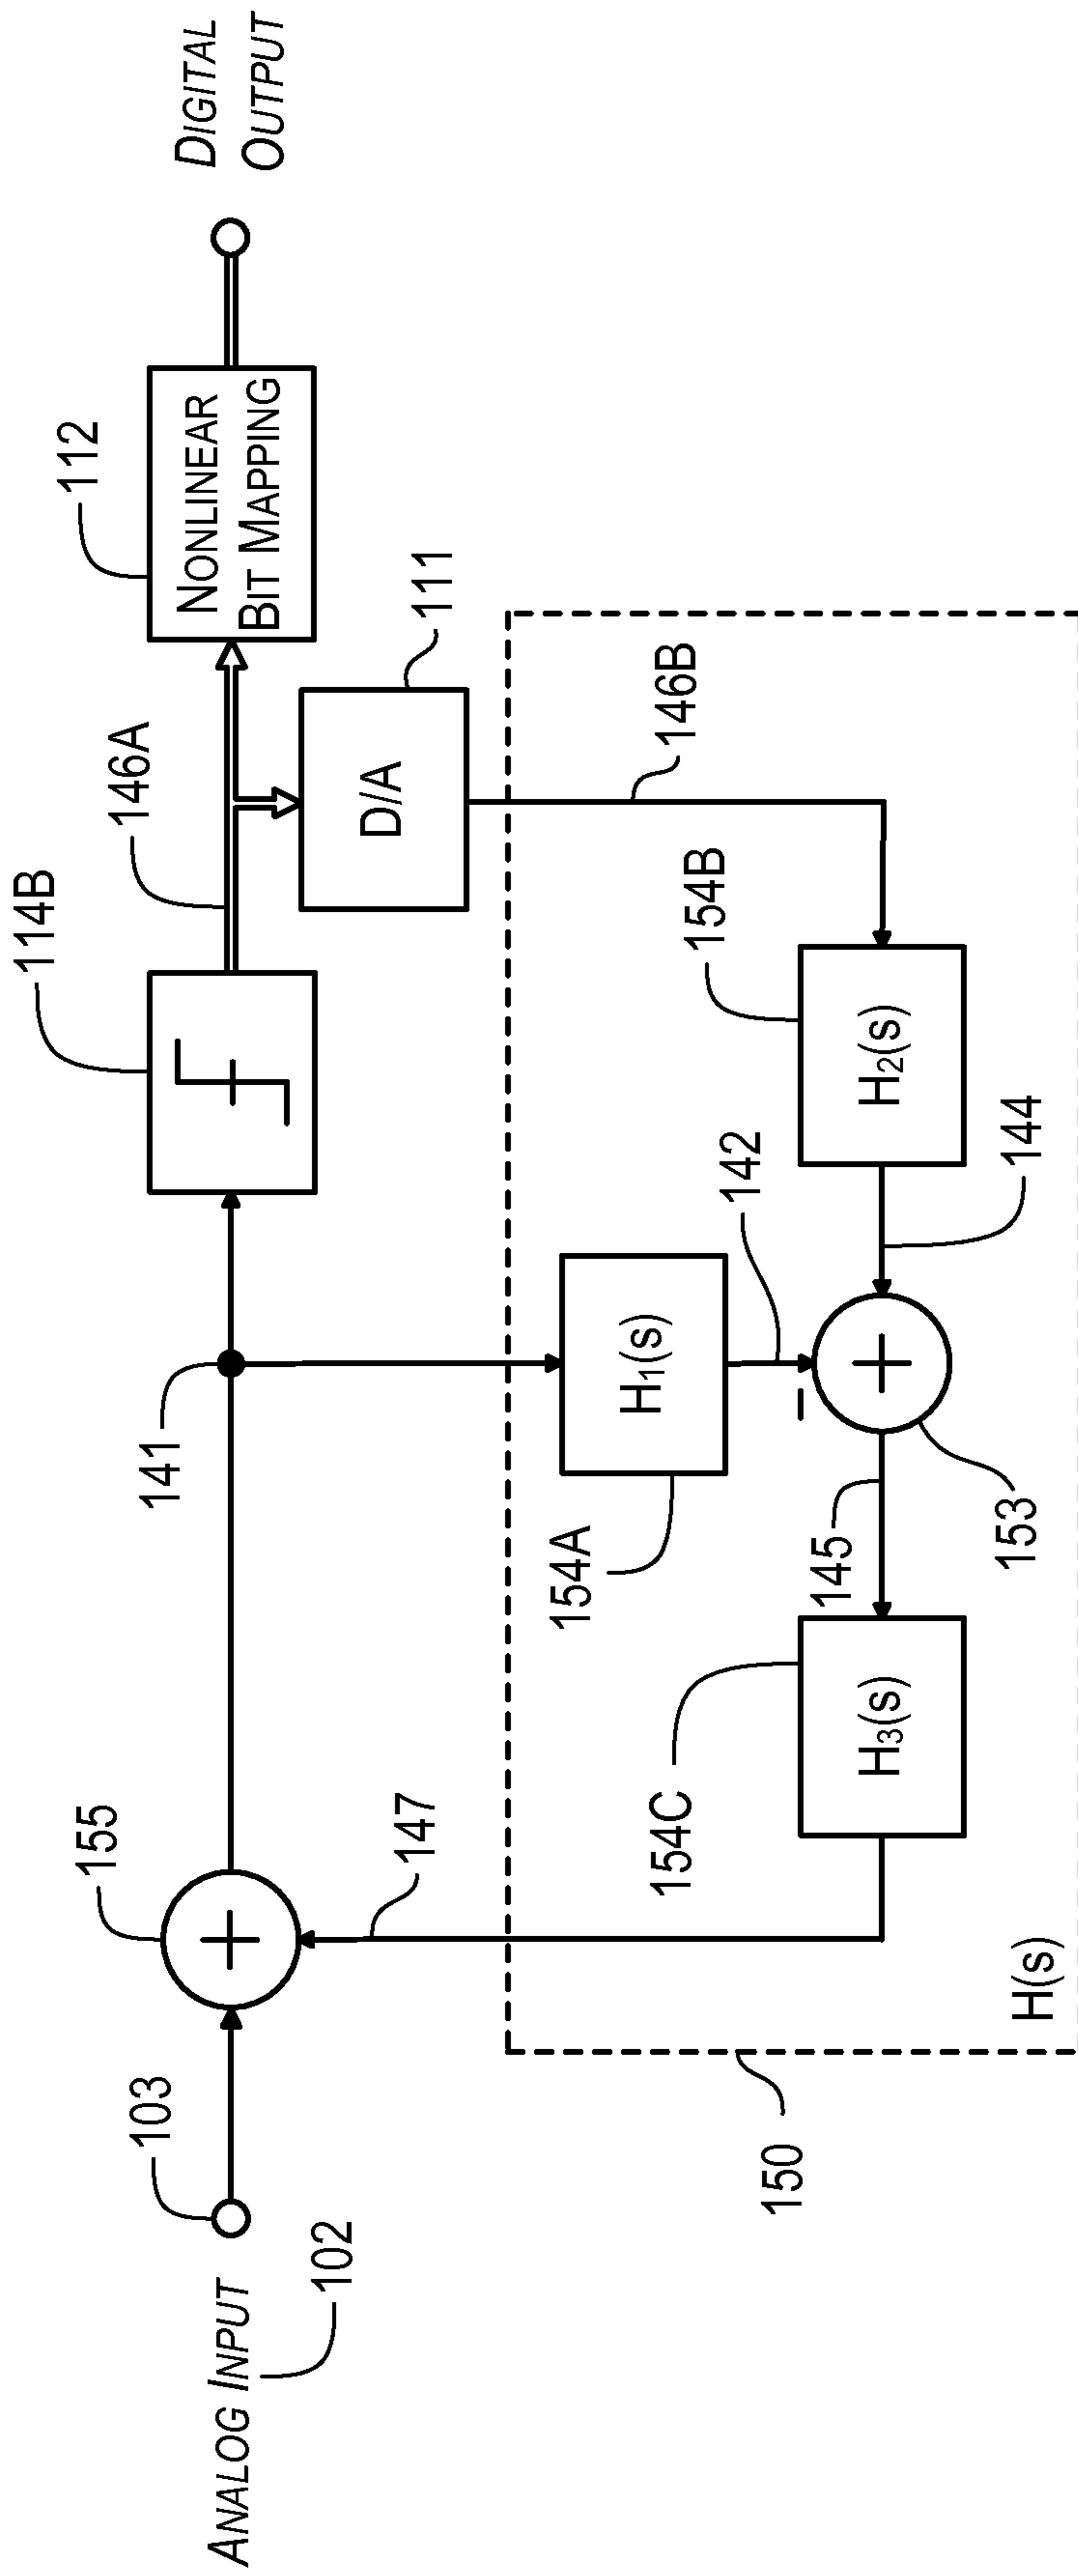 ANALOG INPUT
102
103
155
141
114B
146A
112
NONLINEAR
BIT MAPPING
DIGITAL
OUTPUT
D/A
111
147
150
H(s)
154A
H₁(s)
142
146B
154B
H₂(s)
144
153
145
154C
H₃(s)